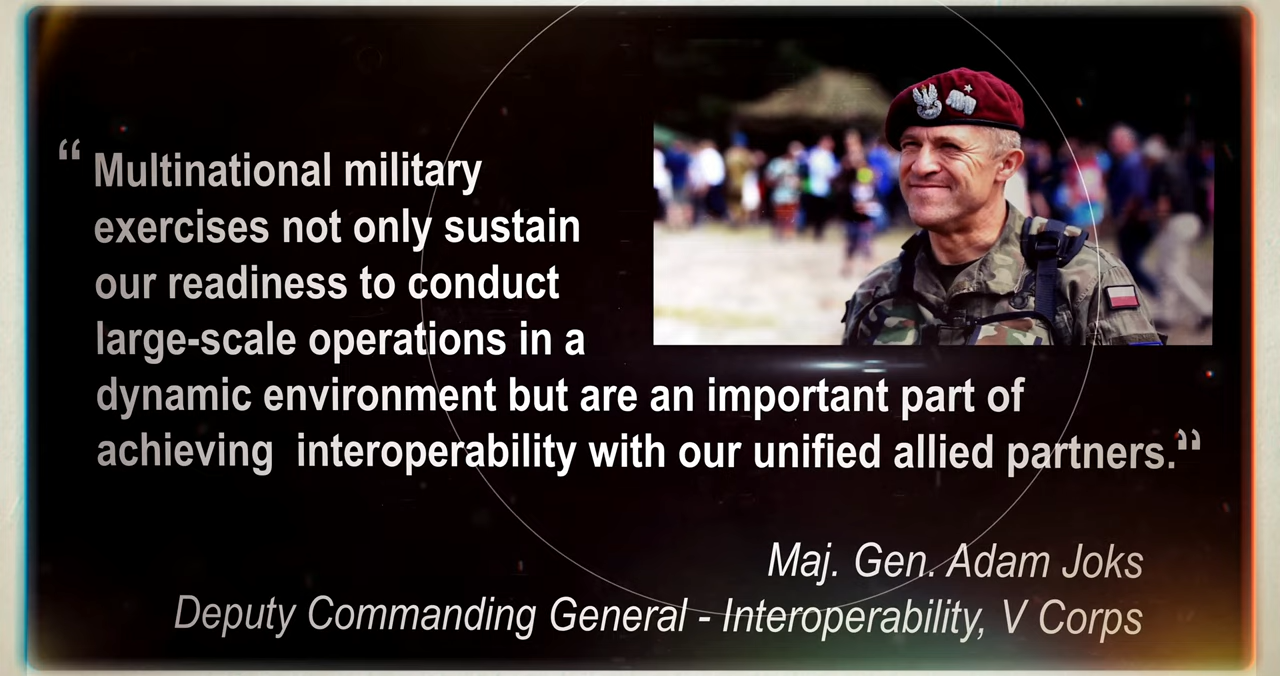 “ Multinational military
exercises not only sustain
our readiness to conduct
large-scale operations in a
dynamic environment but are an important part of
achieving  interoperability with our unified allied partners.”
Maj. Gen. Adam Joks
Deputy Commanding General - Interoperability, V Corps